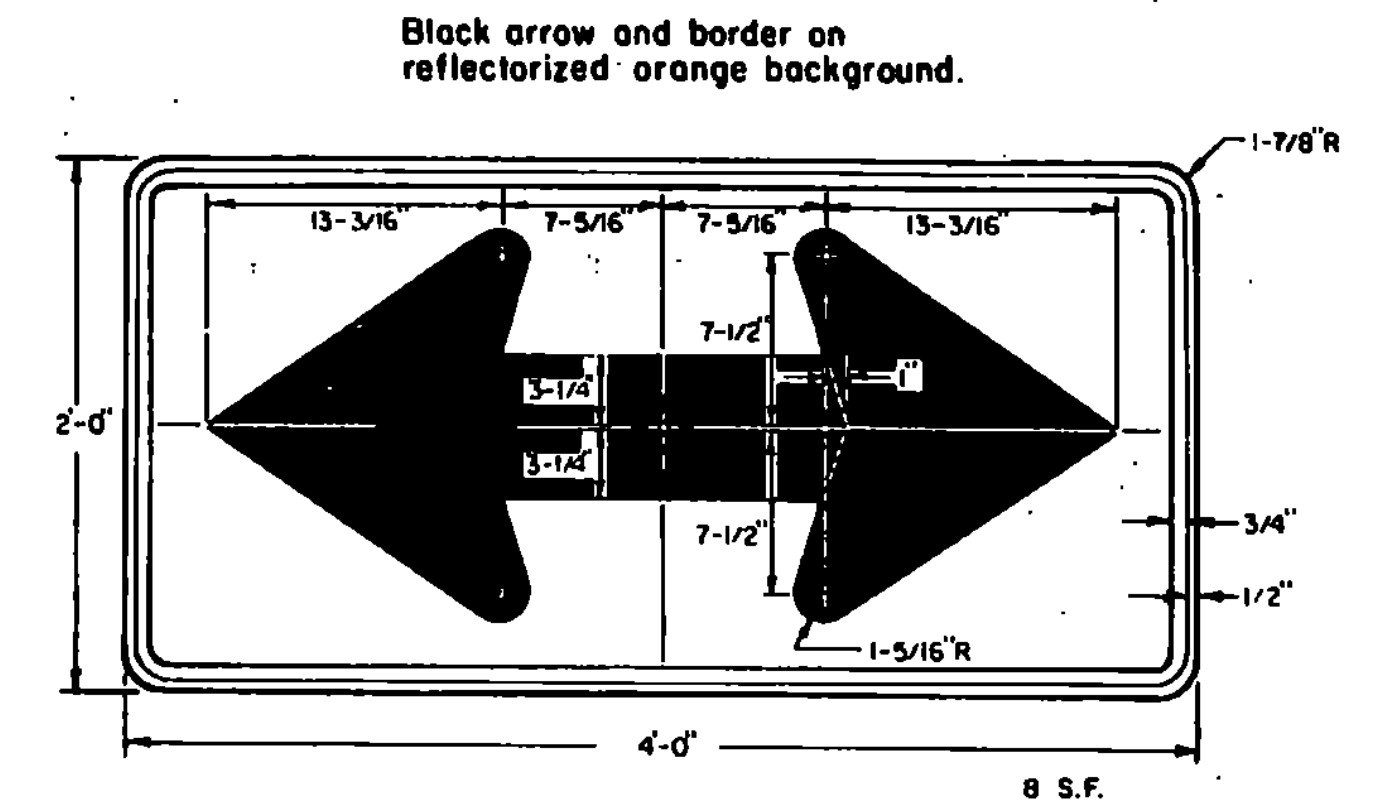 Black arrow and border on
reflectorized orange background.
1-7/8"R
13-3/16" 7-5/16" 7-5/16" 13-3/16"
7-1/2"
3-1/4" 1"
2'-0"
3-1/4"
7-1/2" 3/4"
1/2"
1-5/16"R
4'-0"
8 S.F.